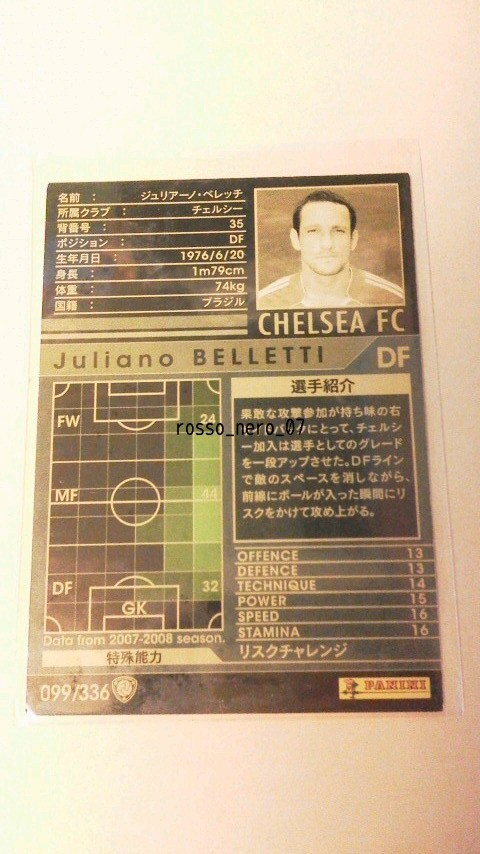 名前 : ジュリアーノ・ベレッチ
所属クラブ : チェルシー
背番号 : 35
ポジション : DF
生年月日 : 1976/6/20
身長 : 1m79cm
体重 : 74kg
国籍 : ブラジル
CHELSEA FC
Juliano BELLETTI DF
FW 24
MF 44
DF 32
GK
Data from 2007-2008 season.
選手紹介
果敢な攻撃参加が持ち味の右
にとって、チェルシ
ー加入は選手としてのグレード
を一段アップさせた。DFライン
で敵のスペースを消しながら、
前線にボールが入った瞬間にリ
スクをかけて攻め上がる。
rosso_nero_07
OFFENCE 13
DEFENCE 13
TECHNIQUE 14
POWER 15
SPEED 16
STAMINA 16
特殊能力 リスクチャレンジ
099/336
PANINI